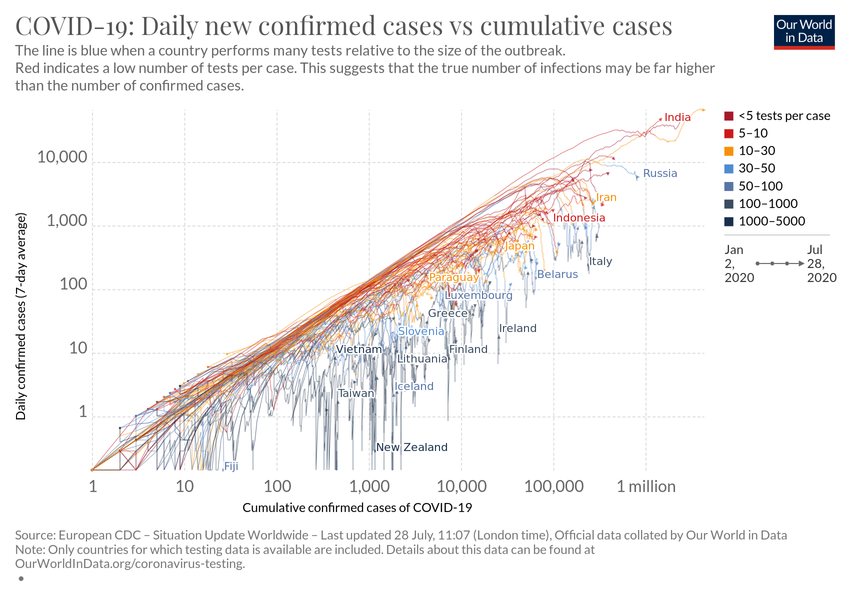 COVID-19: Daily new confirmed cases vs cumulative cases
Our World
in Data
The line is blue when a country performs many tests relative to the size of the outbreak.
Red indicates a low number of tests per case. This suggests that the true number of infections may be far higher
than the number of confirmed cases.
Daily confirmed cases (7-day average)
10,000
1,000
100
10
1
India
Russia
Iran
Indonesia
Japan
Italy
Belarus
Paraguay
Luxembourg
Greece
Ireland
Slovenia
Vietnam
Finland
Lithuania
Iceland
Taiwan
New Zealand
Fiji
<5 tests per case
5–10
10–30
30–50
50–100
100–1000
1000–5000
Jan
2,
2020
Jul
28,
2020
1
10
100
1,000
10,000
100,000
1 million
Cumulative confirmed cases of COVID-19
Source: European CDC – Situation Update Worldwide – Last updated 28 July, 11:07 (London time), Official data collated by Our World in Data
Note: Only countries for which testing data is available are included. Details about this data can be found at
OurWorldInData.org/coronavirus-testing.